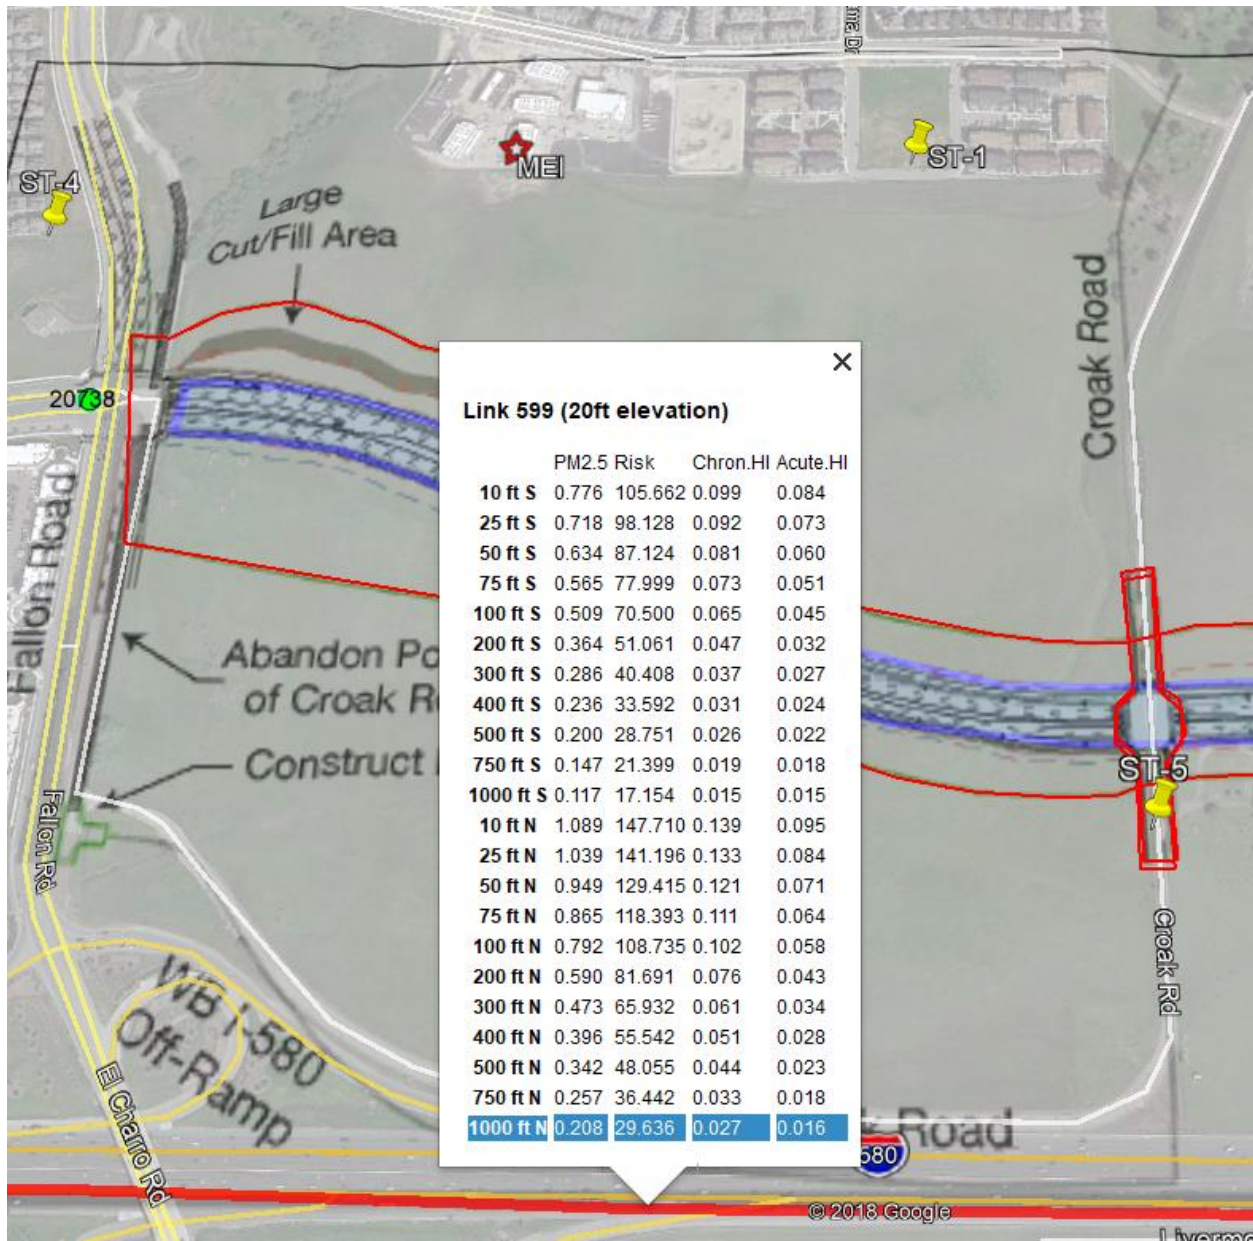 ma Dr
MEI
ST-1
ST-4
Large
Cut/Fill Area
Croak Road
20738
Fallon Road
Link 599 (20ft elevation)
PM2.5 Risk Chron.HI Acute.HI
10 ft S 0.776 105.662 0.099 0.084
25 ft S 0.718 98.128 0.092 0.073
50 ft S 0.634 87.124 0.081 0.060
75 ft S 0.565 77.999 0.073 0.051
100 ft S 0.509 70.500 0.065 0.045
200 ft S 0.364 51.061 0.047 0.032
300 ft S 0.286 40.408 0.037 0.027
400 ft S 0.236 33.592 0.031 0.024
500 ft S 0.200 28.751 0.026 0.022
750 ft S 0.147 21.399 0.019 0.018
1000 ft S 0.117 17.154 0.015 0.015
10 ft N 1.089 147.710 0.139 0.095
25 ft N 1.039 141.196 0.133 0.084
50 ft N 0.949 129.415 0.121 0.071
75 ft N 0.865 118.393 0.111 0.064
100 ft N 0.792 108.735 0.102 0.058
200 ft N 0.590 81.691 0.076 0.043
300 ft N 0.473 65.932 0.061 0.034
400 ft N 0.396 55.542 0.051 0.028
500 ft N 0.342 48.055 0.044 0.023
750 ft N 0.257 36.442 0.033 0.018
1000 ft N 0.208 29.636 0.027 0.016
Abandon Po
of Croak R
Construct
ST-5
Fallon Rd
Croak Rd
WB I-580
Off-Ramp
El Charro Rd
Road
580
© 2018 Google
Livermo